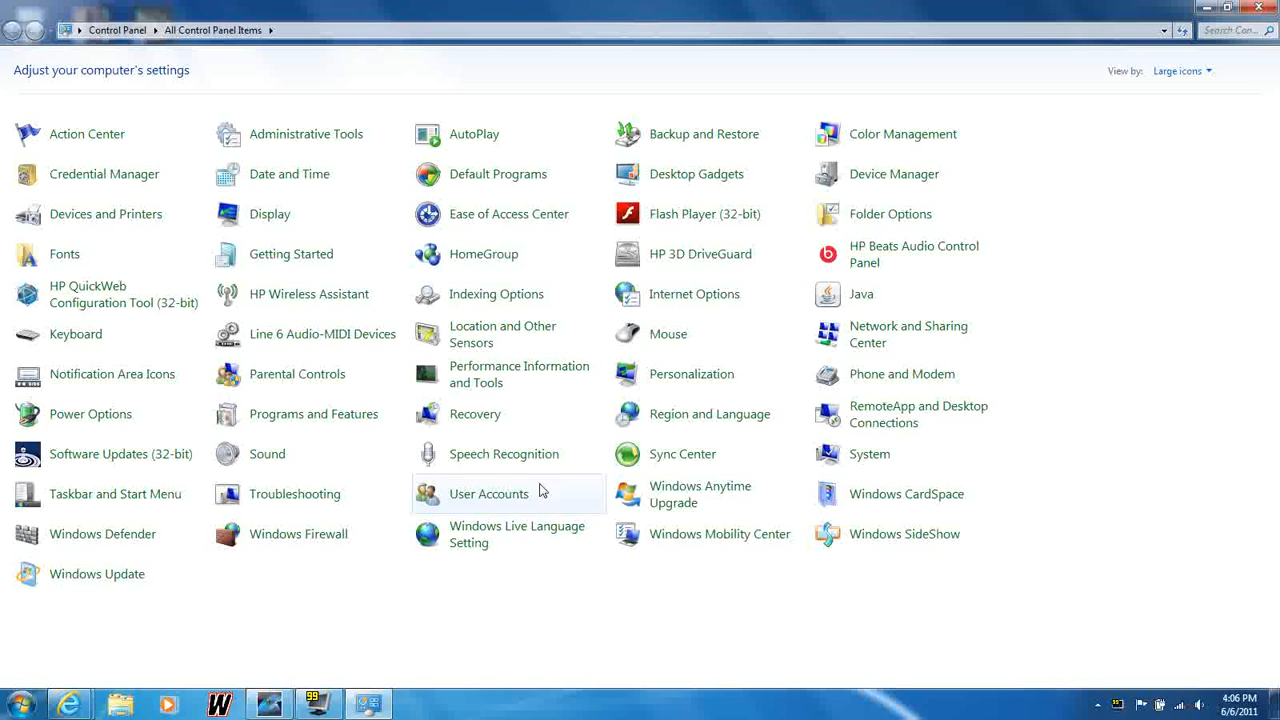 Control Panel All Control Panel Items Search Con...
Adjust your computer's settings View by: Large icons
Action Center Administrative Tools AutoPlay Backup and Restore Color Management
Credential Manager Date and Time Default Programs Desktop Gadgets Device Manager
Devices and Printers Display Ease of Access Center Flash Player (32-bit) Folder Options
Fonts Getting Started HomeGroup HP 3D DriveGuard HP Beats Audio Control
Panel
HP QuickWeb
Configuration Tool (32-bit) HP Wireless Assistant Indexing Options Internet Options Java
Keyboard Line 6 Audio-MIDI Devices Location and Other
Sensors Mouse Network and Sharing
Center
Notification Area Icons Parental Controls Performance Information
and Tools Personalization Phone and Modem
Power Options Programs and Features Recovery Region and Language RemoteApp and Desktop
Connections
Software Updates (32-bit) Sound Speech Recognition Sync Center System
Taskbar and Start Menu Troubleshooting User Accounts Windows Anytime
Upgrade Windows CardSpace
Windows Defender Windows Firewall Windows Live Language
Setting Windows Mobility Center Windows SideShow
Windows Update
W 99 99 4:06 PM
6/6/2011